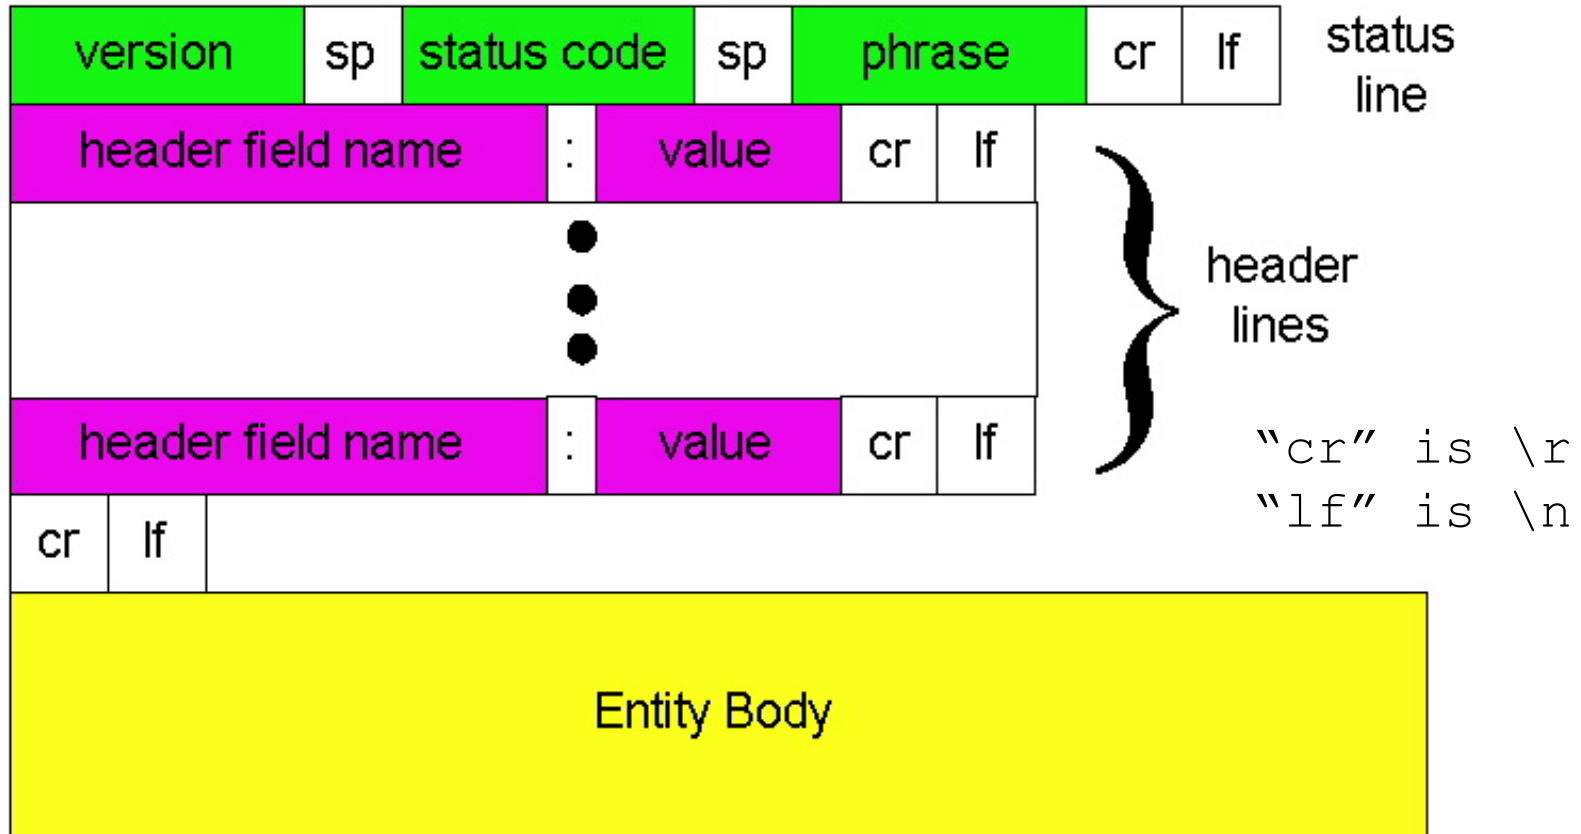 version sp status code sp phrase cr lf
status
line
header field name : value cr lf
header
lines
header field name : value cr lf
“cr” is \r
“lf” is \n
cr lf
Entity Body